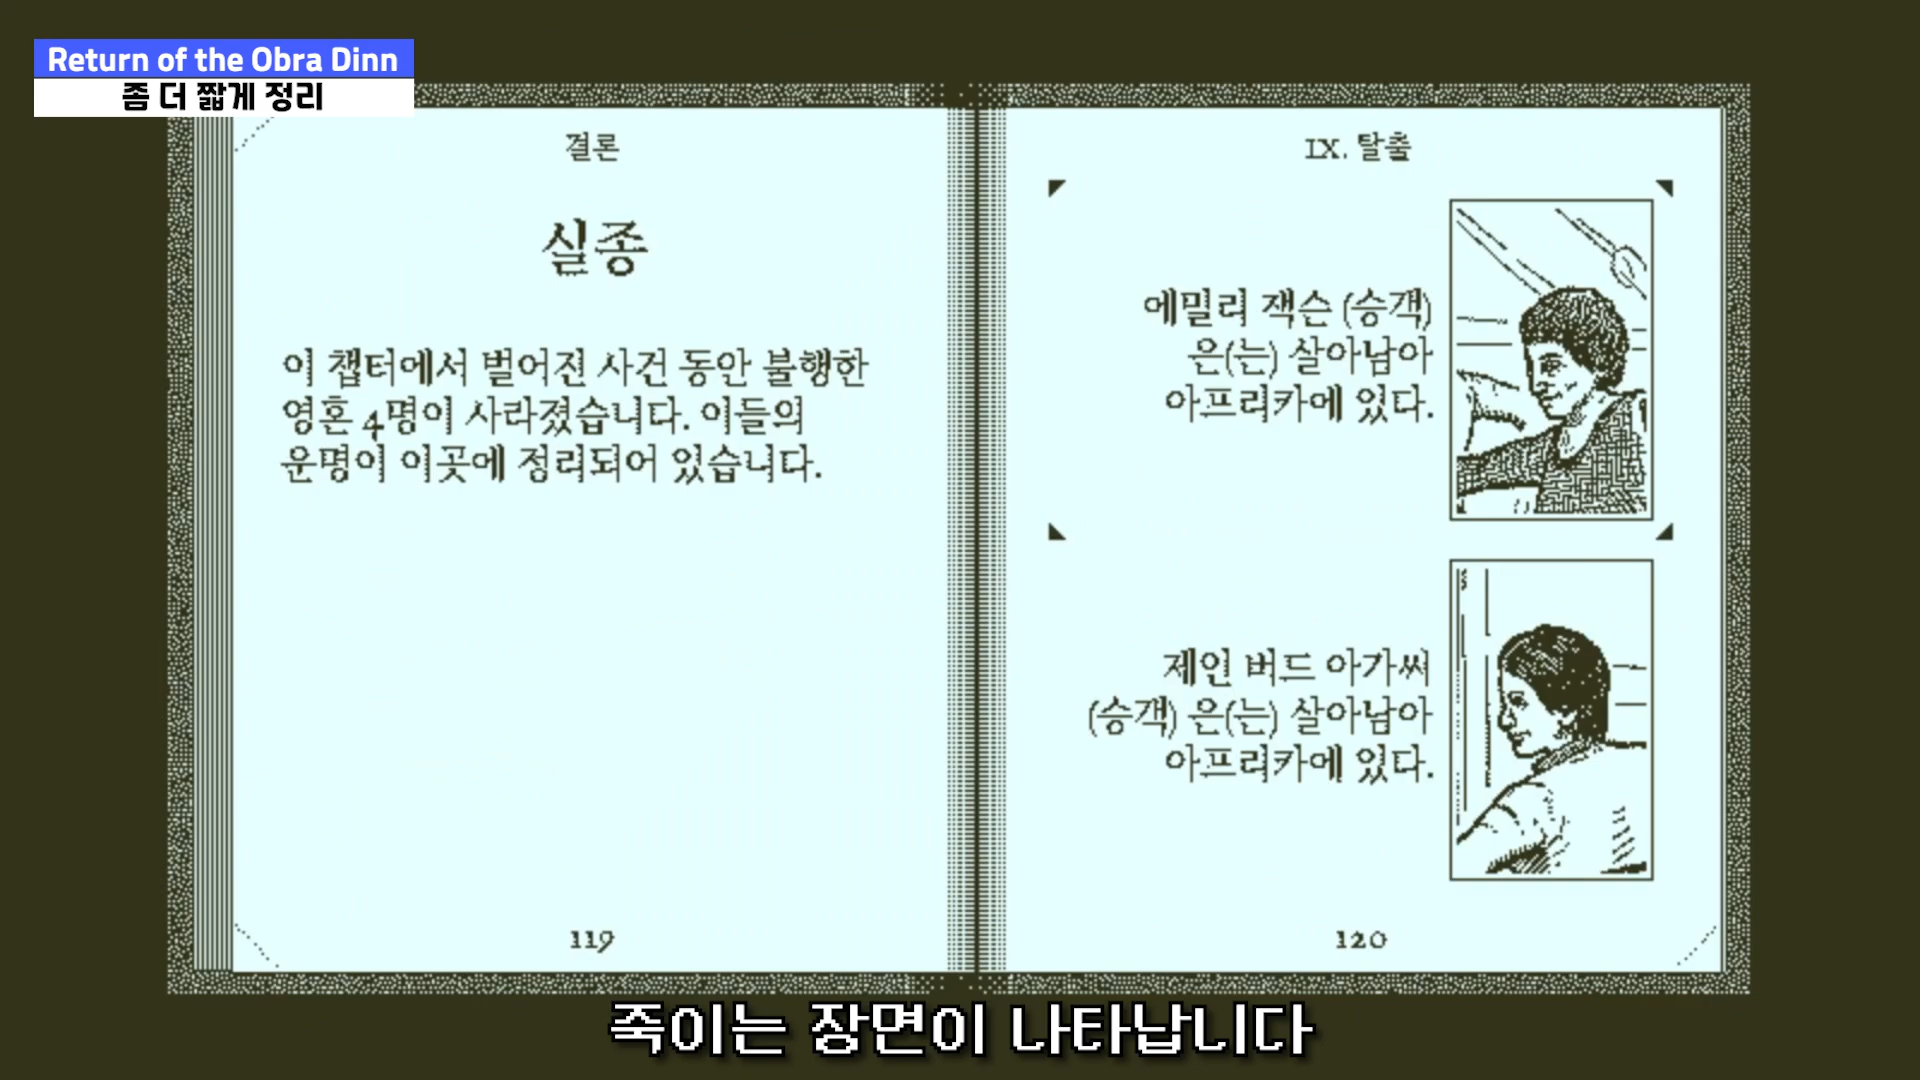 Return of the Obra Dinn
좀 더 짧게 정리
결론
실종
이 챕터에서 벌어진 사건 동안 불행한
영혼 4명이 사라졌습니다. 이들의
운명이 이곳에 정리되어 있습니다.
119
IX. 탈출
에밀리 잭슨 (승객)
은(는) 살아남아
아프리카에 있다.
제인 버드 아가씨
(승객) 은(는) 살아남아
아프리카에 있다.
120
죽이는 장면이 나타납니다